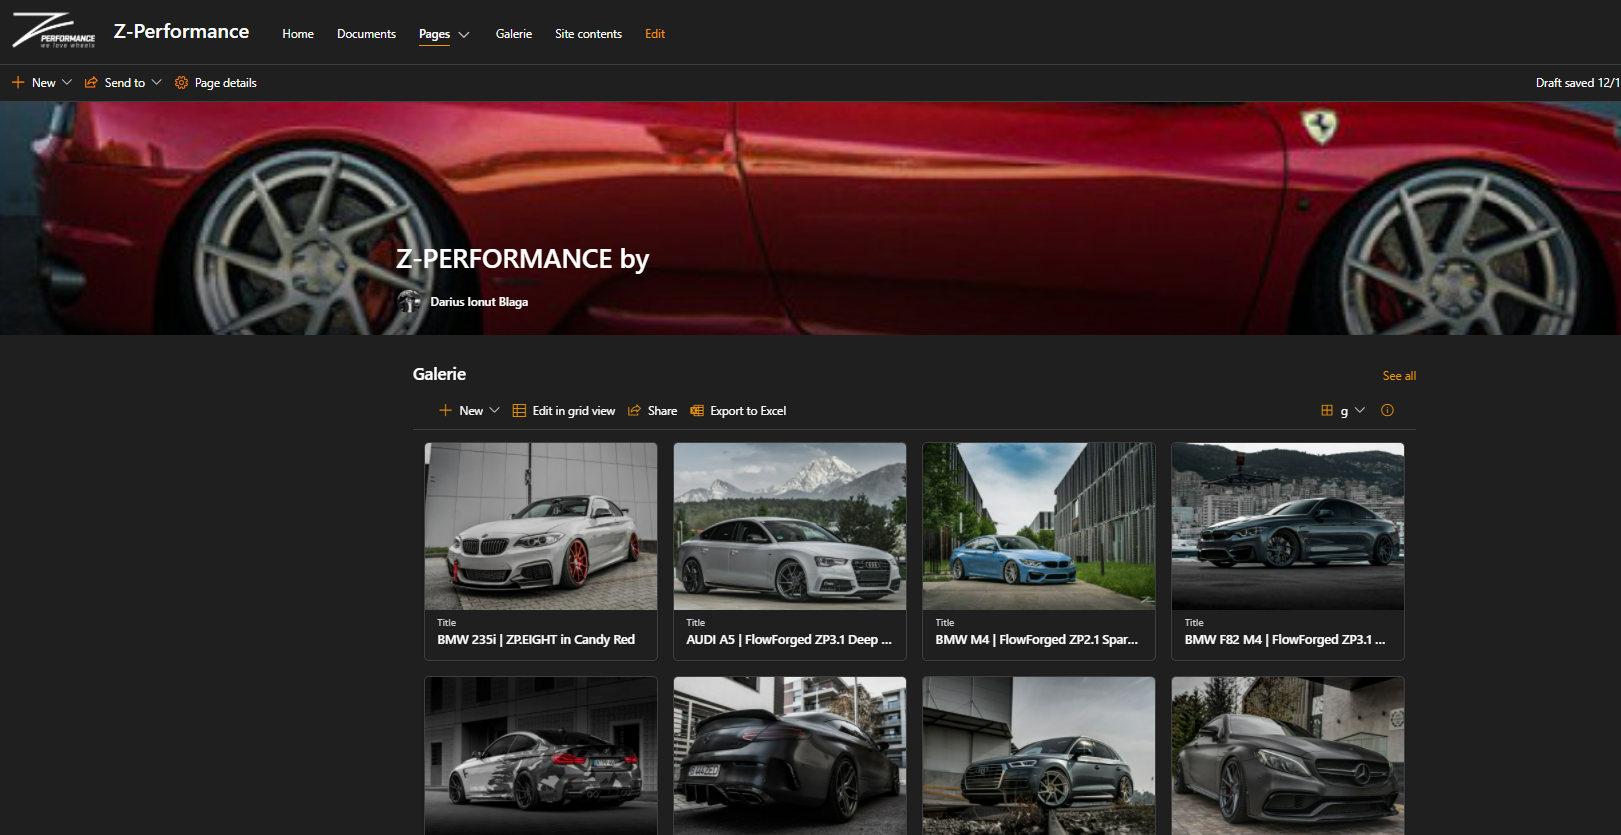 PERFORMANCE
we love wheels
Z-Performance
Home
Documents
Pages
Galerie
Site contents
Edit
New
Send to
Page details
Draft saved 12/1
Z-PERFORMANCE by
Darius Ionut Blaga
Galerie
See all
New
Edit in grid view
Share
Export to Excel
g
Title
BMW 235i | ZP.EIGHT in Candy Red
Title
AUDI A5 | FlowForged ZP3.1 Deep ...
Title
BMW M4 | FlowForged ZP2.1 Spar...
Title
BMW F82 M4 | FlowForged ZP3.1 ...